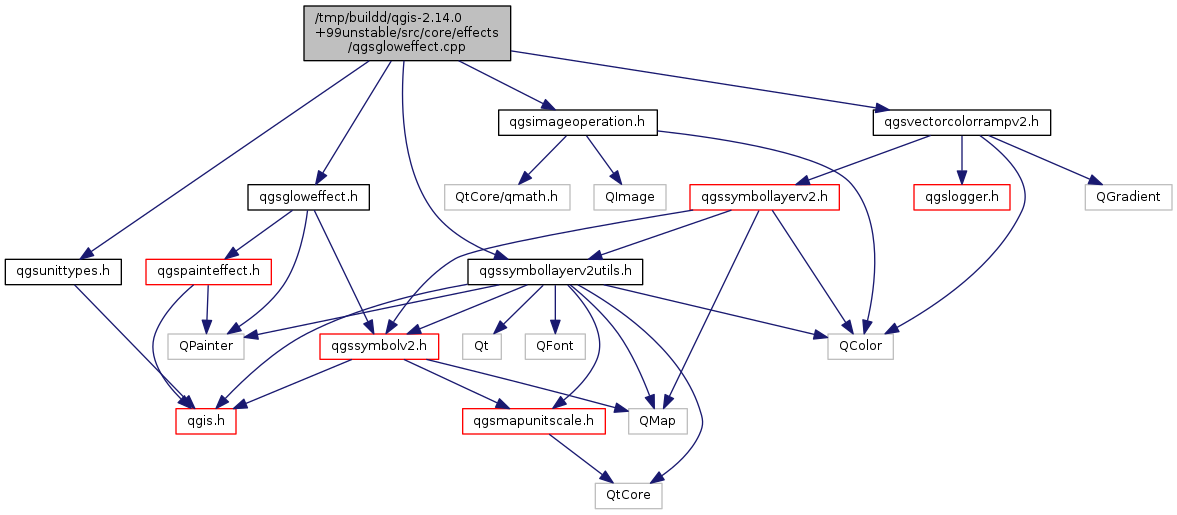 /tmp/buildd/qgis-2.14.0
+99unstable/src/core/effects
/qgsgloweffect.cpp
qgsimageoperation.h
qgsvectorcolorrampv2.h
qgsgloweffect.h
QtCore/qmath.h
QImage
qgssymbollayerv2.h
qgslogger.h
QGradient
qgsunittypes.h
qgspainteffect.h
qgssymbollayerv2utils.h
QPainter
qgssymbolv2.h
Qt
QFont
QColor
qgis.h
qgsmapunitscale.h
QMap
QtCore